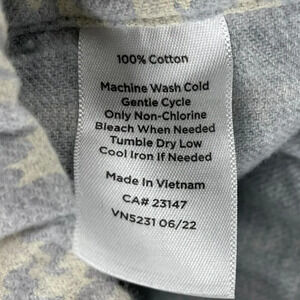 100% Cotton
Machine Wash Cold
Gentle Cycle
Only Non-Chlorine
Bleach When Needed
Tumble Dry Low
Cool Iron if Needed
Made In Vietnam
CA# 23147
VN5231 06/22